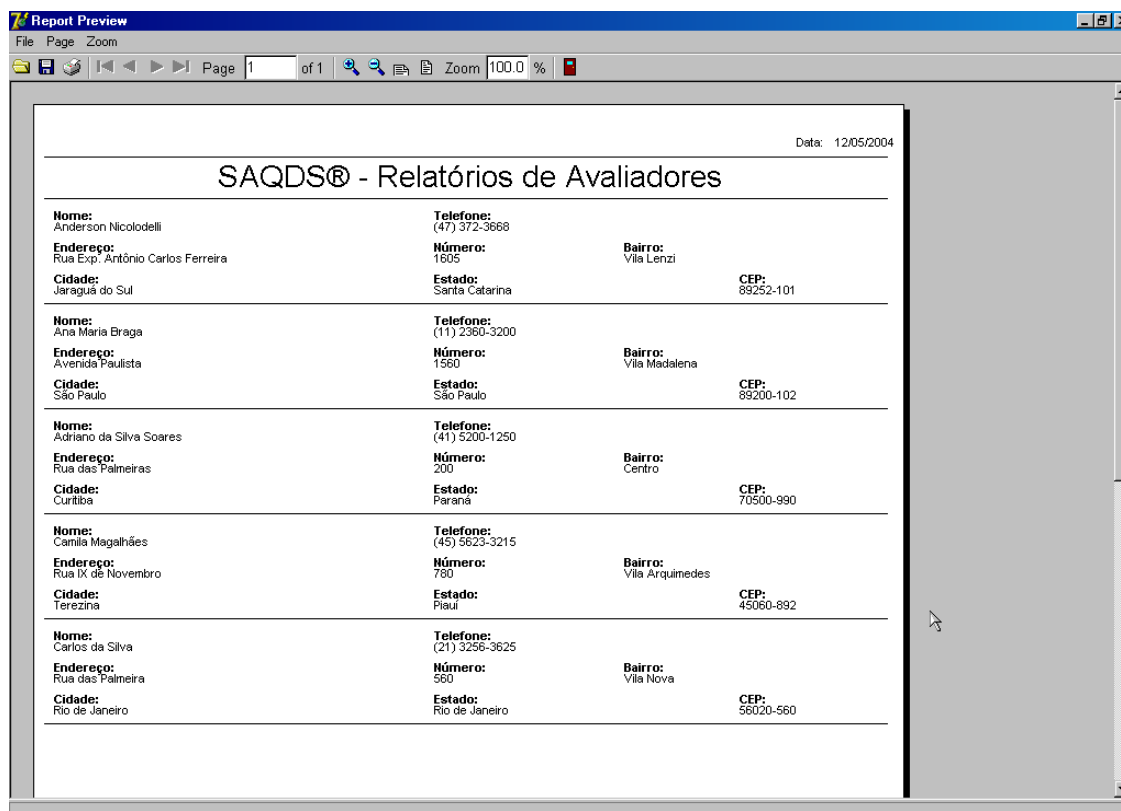 Report Preview
File Page Zoom
Page 1 of 1 Zoom 100.0 %
Data: 12/05/2004
SAQDS® - Relatórios de Avaliadores
Nome: Telefone:
Anderson Nicolodelli (47) 372-3668
Endereço: Número: Bairro:
Rua Exp. Antônio Carlos Ferreira 1605 Vila Lenzi
Cidade: Estado: CEP:
Jaraguá do Sul Santa Catarina 89252-101
Nome: Telefone:
Ana Maria Braga (11) 2360-3200
Endereço: Número: Bairro:
Avenida Paulista 1560 Vila Madalena
Cidade: Estado: CEP:
São Paulo São Paulo 89200-102
Nome: Telefone:
Adriano da Silva Soares (41) 5200-1250
Endereço: Número: Bairro:
Rua das Palmeiras 200 Centro
Cidade: Estado: CEP:
Curitiba Paraná 70500-990
Nome: Telefone:
Camila Magalhães (45) 5623-3215
Endereço: Número: Bairro:
Rua IX de Novembro 780 Vila Arquimedes
Cidade: Estado: CEP:
Terezina Piauí 45060-892
Nome: Telefone:
Carlos da Silva (21) 3256-3625
Endereço: Número: Bairro:
Rua das Palmeira 560 Vila Nova
Cidade: Estado: CEP:
Rio de Janeiro Rio de Janeiro 56020-560